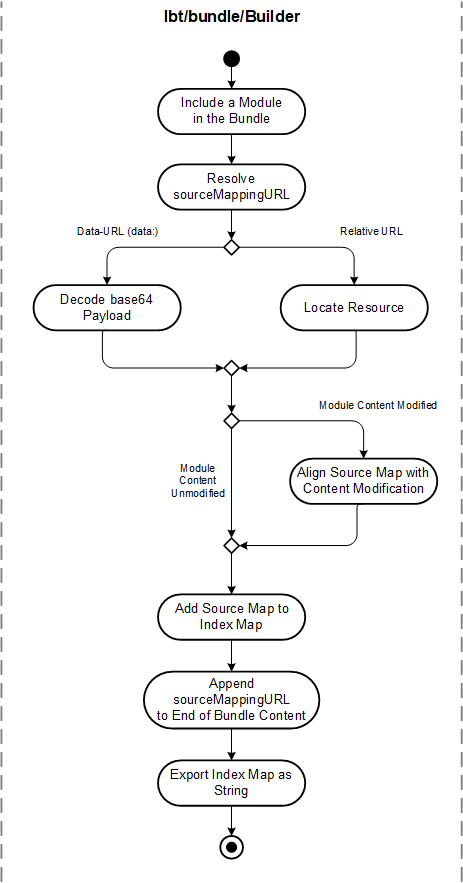 lbt/bundle/Builder
Include a Module
in the Bundle
Resolve
sourceMappingURL
Data-URL (data:)
Relative URL
Decode base64
Payload
Locate Resource
Module Content Modified
Module
Content
Unmodified
Align Source Map with
Content Modification
Add Source Map to
Index Map
Append
sourceMappingURL
to End of Bundle Content
Export Index Map as
String